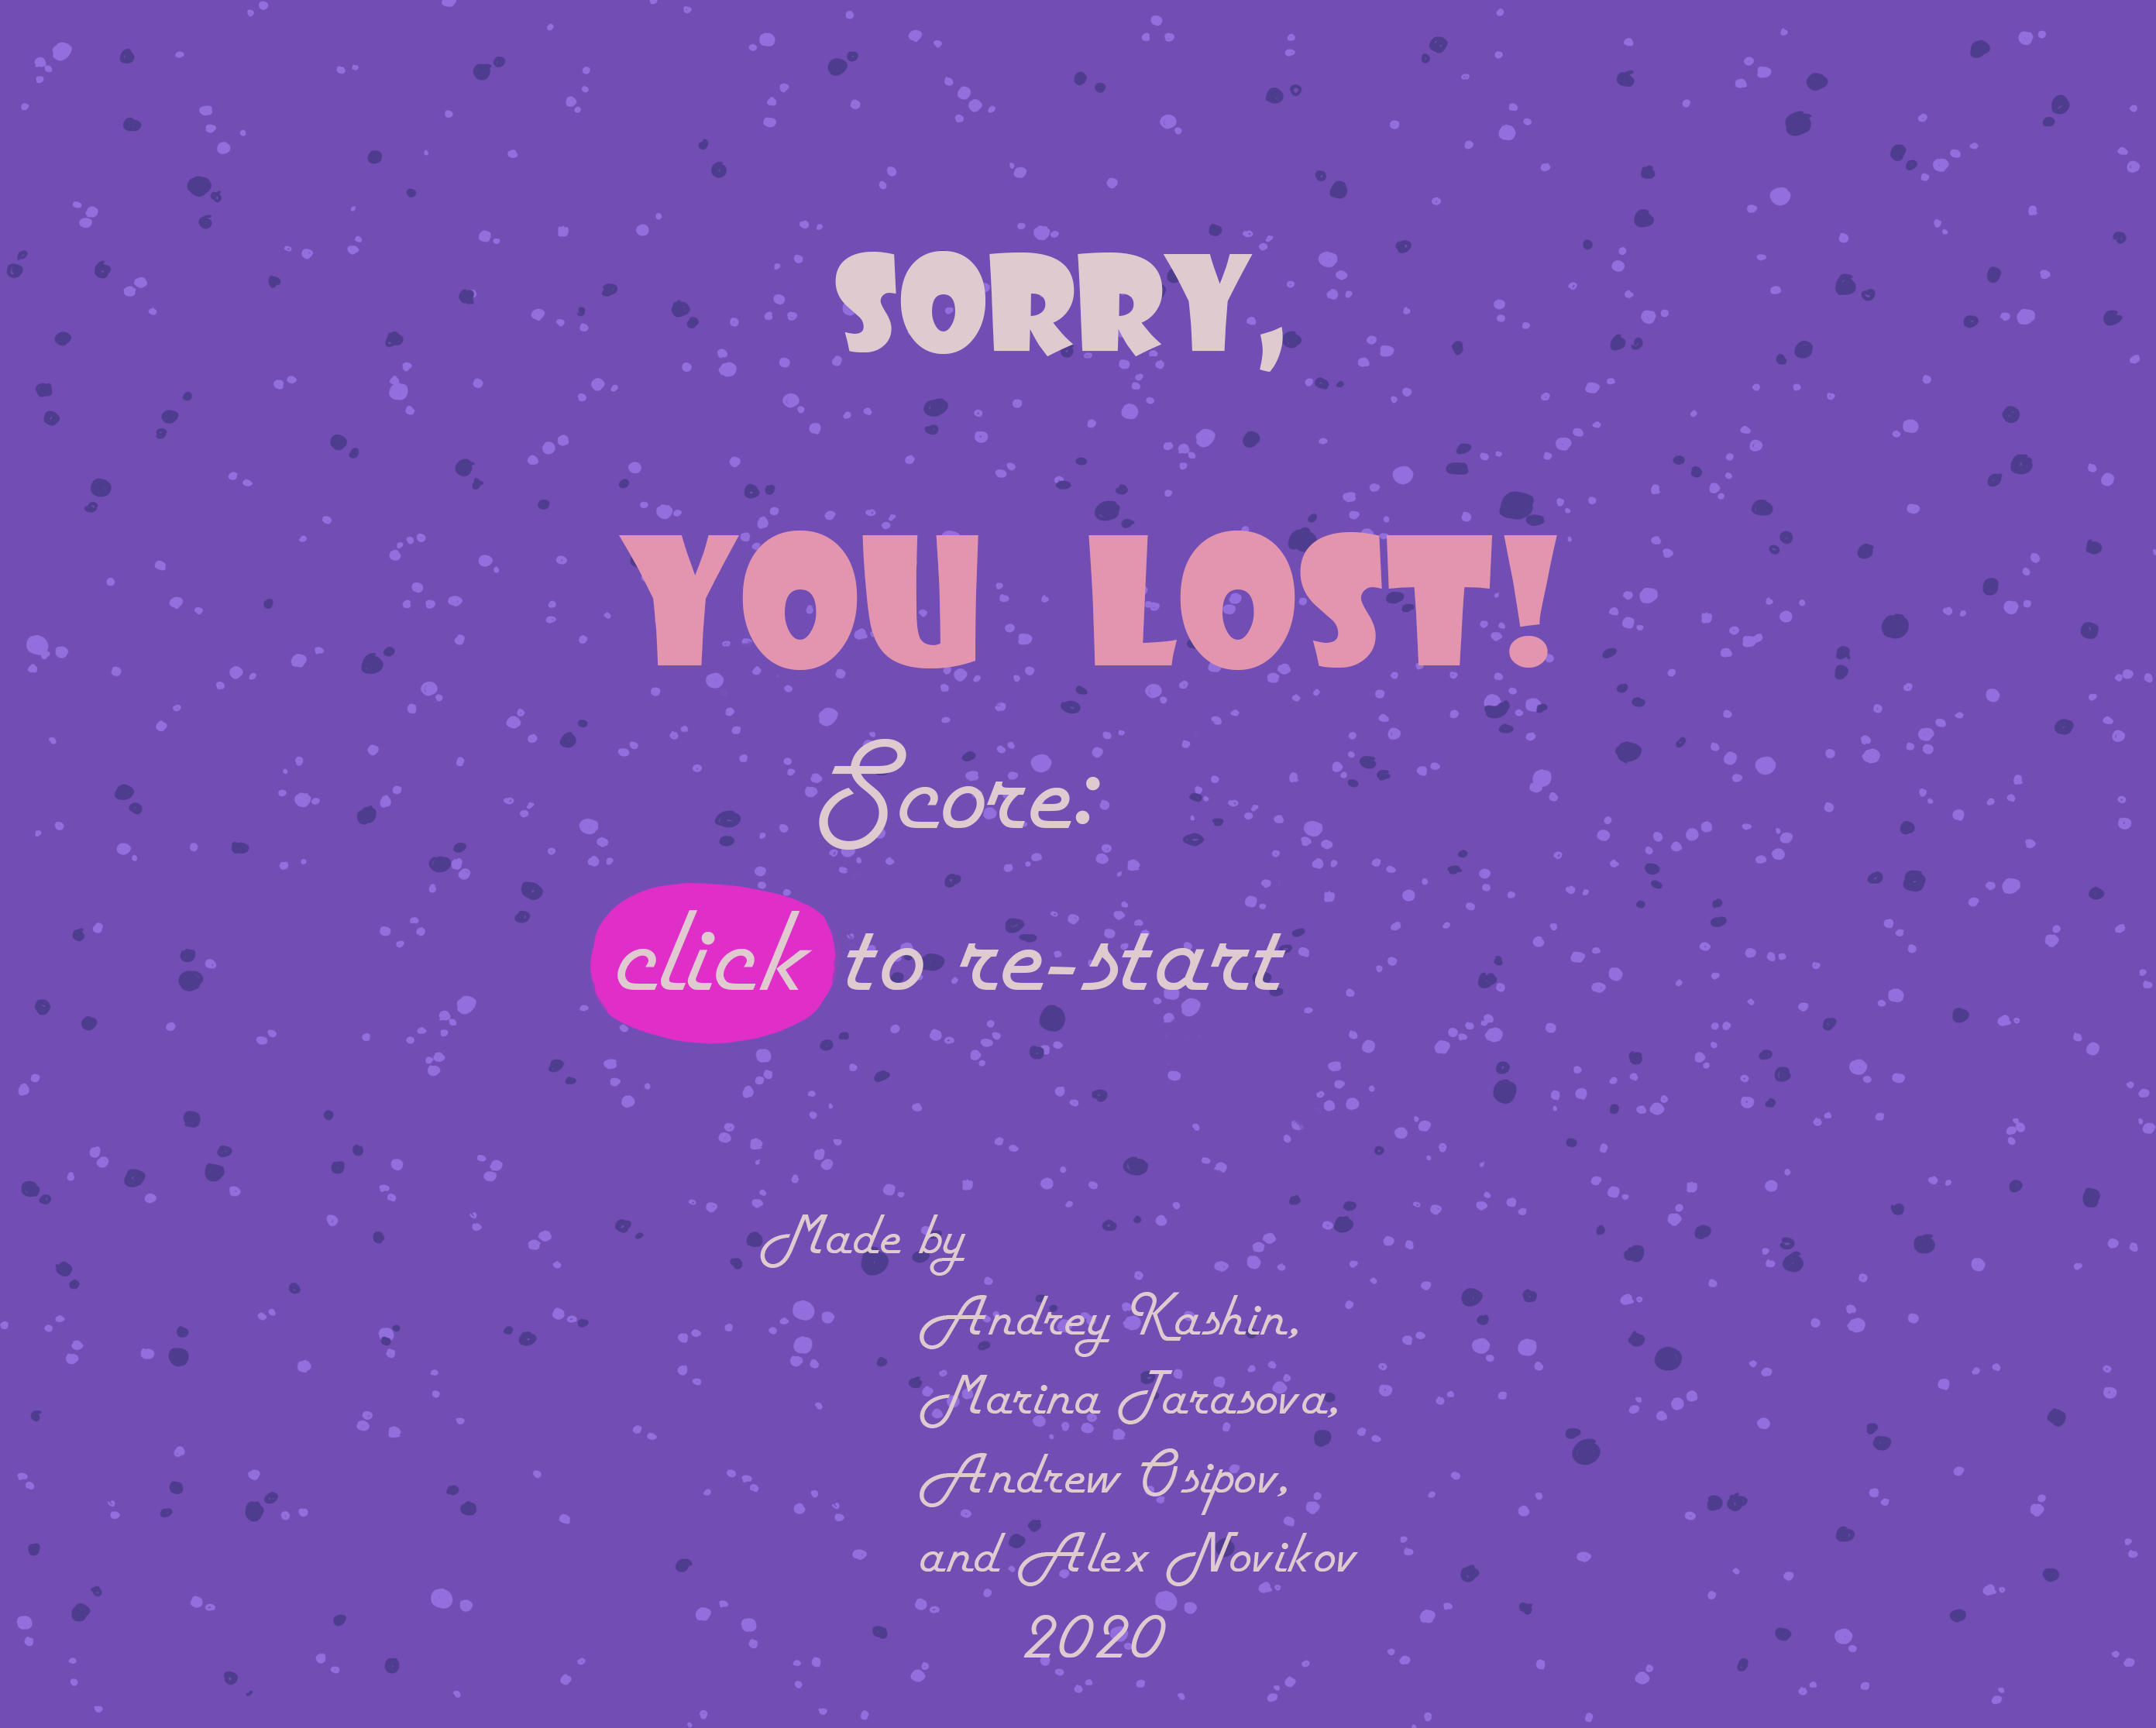 SORRY,
YOU LOST!
Score:
click to re-start
Made by
Andrey Kashin,
Marina Tarasova,
Andrew Osipov,
and Alex Novikov
2020